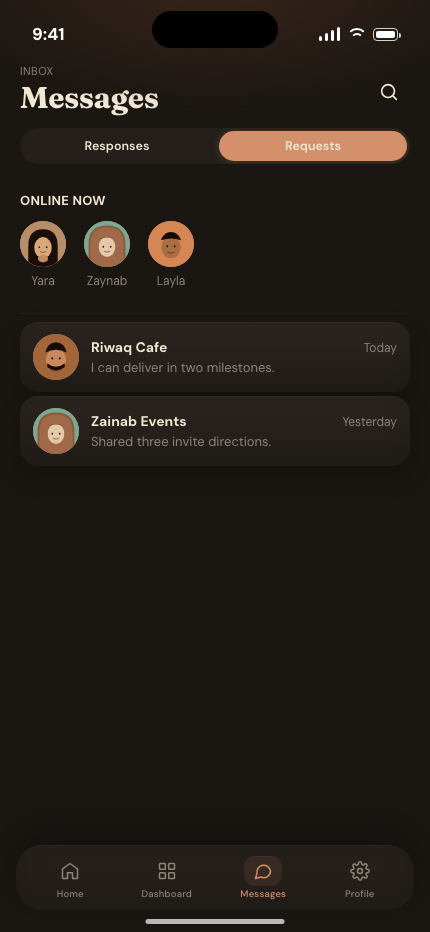 9:41
INBOX
Messages
Responses Requests
ONLINE NOW
Yara Zaynab Layla
Riwaq Cafe Today
I can deliver in two milestones.
Zainab Events Yesterday
Shared three invite directions.
Home Dashboard Messages Profile